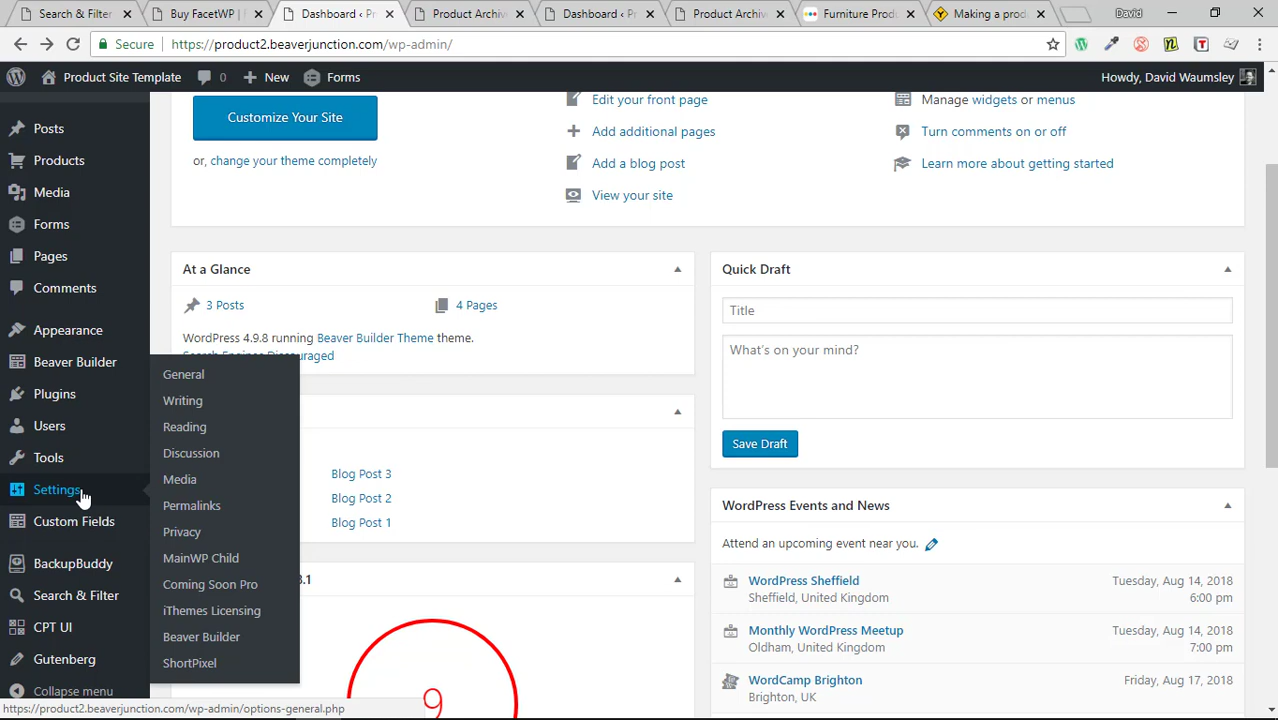 Search & Filter
Buy FacetWP |
Dashboard ‹ Pr
Product Archiv
Dashboard ‹ Pr
Product Archiv
Furniture Prod
Making a prod
David
Secure
https://product2.beaverjunction.com/wp-admin/
Product Site Template
0
New
Forms
Howdy, David Waumsley
Posts
Products
Media
Forms
Pages
Comments
Appearance
Beaver Builder
Plugins
Users
Tools
Settings
Custom Fields
BackupBuddy
Search & Filter
CPT UI
Gutenberg
Collapse menu
General
Writing
Reading
Discussion
Media
Permalinks
Privacy
MainWP Child
Coming Soon Pro
iThemes Licensing
Beaver Builder
ShortPixel
Customize Your Site
or, change your theme completely
Edit your front page
Add additional pages
Add a blog post
View your site
Manage widgets or menus
Turn comments on or off
Learn more about getting started
At a Glance
3 Posts
4 Pages
WordPress 4.9.8 running Beaver Builder Theme theme.
Search Engines Discouraged
Blog Post 3
Blog Post 2
Blog Post 1
3.1
9
Quick Draft
Title
What's on your mind?
Save Draft
WordPress Events and News
Attend an upcoming event near you.
WordPress Sheffield
Sheffield, United Kingdom
Tuesday, Aug 14, 2018
6:00 pm
Monthly WordPress Meetup
Oldham, United Kingdom
Tuesday, Aug 14, 2018
7:00 pm
WordCamp Brighton
Brighton, UK
Friday, Aug 17, 2018
https://product2.beaverjunction.com/wp-admin/options-general.php